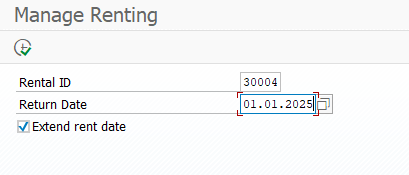 Manage Renting
Rental ID 30004
Return Date 01.01.2025
Extend rent date